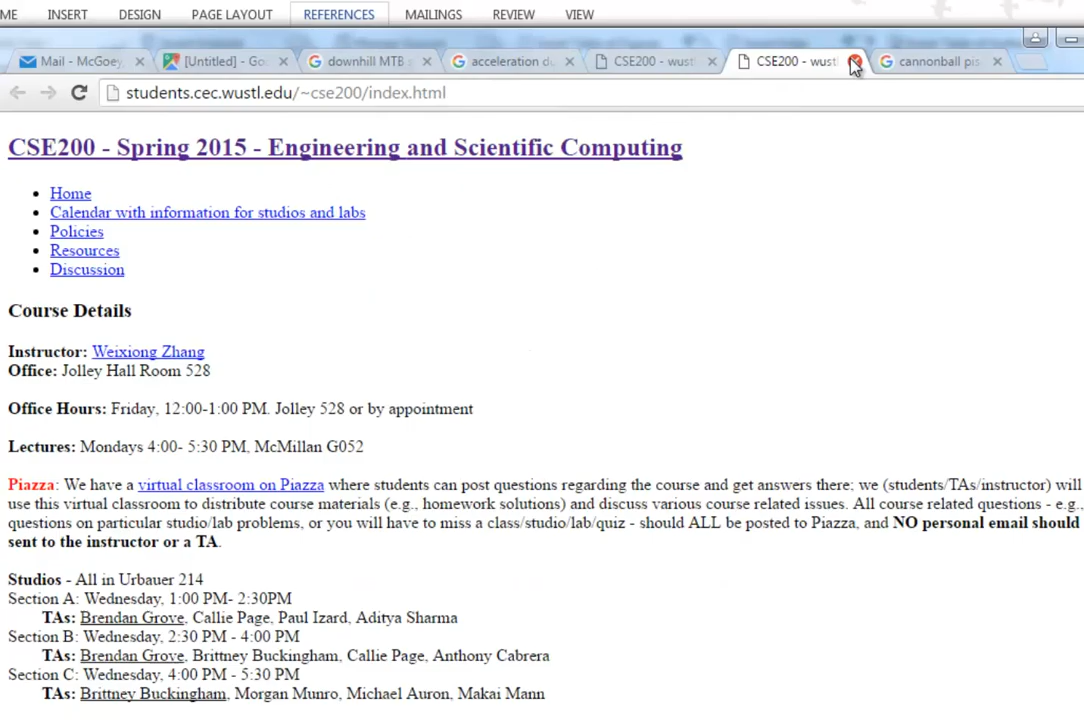 ME INSERT DESIGN PAGE LAYOUT REFERENCES MAILINGS REVIEW VIEW
Mail - McGoey [Untitled] - Go downhill MTB s acceleration du CSE200 - wust CSE200 - wust cannonball pis
students.cec.wustl.edu/~cse200/index.html
CSE200 - Spring 2015 - Engineering and Scientific Computing
Home
Calendar with information for studios and labs
Policies
Resources
Discussion
Course Details
Instructor: Weixiong Zhang
Office: Jolley Hall Room 528
Office Hours: Friday, 12:00-1:00 PM. Jolley 528 or by appointment
Lectures: Mondays 4:00- 5:30 PM, McMillan G052
Piazza: We have a virtual classroom on Piazza where students can post questions regarding the course and get answers there; we (students/TAs/instructor) will
use this virtual classroom to distribute course materials (e.g., homework solutions) and discuss various course related issues. All course related questions - e.g.,
questions on particular studio/lab problems, or you will have to miss a class/studio/lab/quiz - should ALL be posted to Piazza, and NO personal email should
sent to the instructor or a TA.
Studios - All in Urbauer 214
Section A: Wednesday, 1:00 PM- 2:30PM
TAs: Brendan Grove, Callie Page, Paul Izard, Aditya Sharma
Section B: Wednesday, 2:30 PM - 4:00 PM
TAs: Brendan Grove, Brittney Buckingham, Callie Page, Anthony Cabrera
Section C: Wednesday, 4:00 PM - 5:30 PM
TAs: Brittney Buckingham, Morgan Munro, Michael Auron, Makai Mann